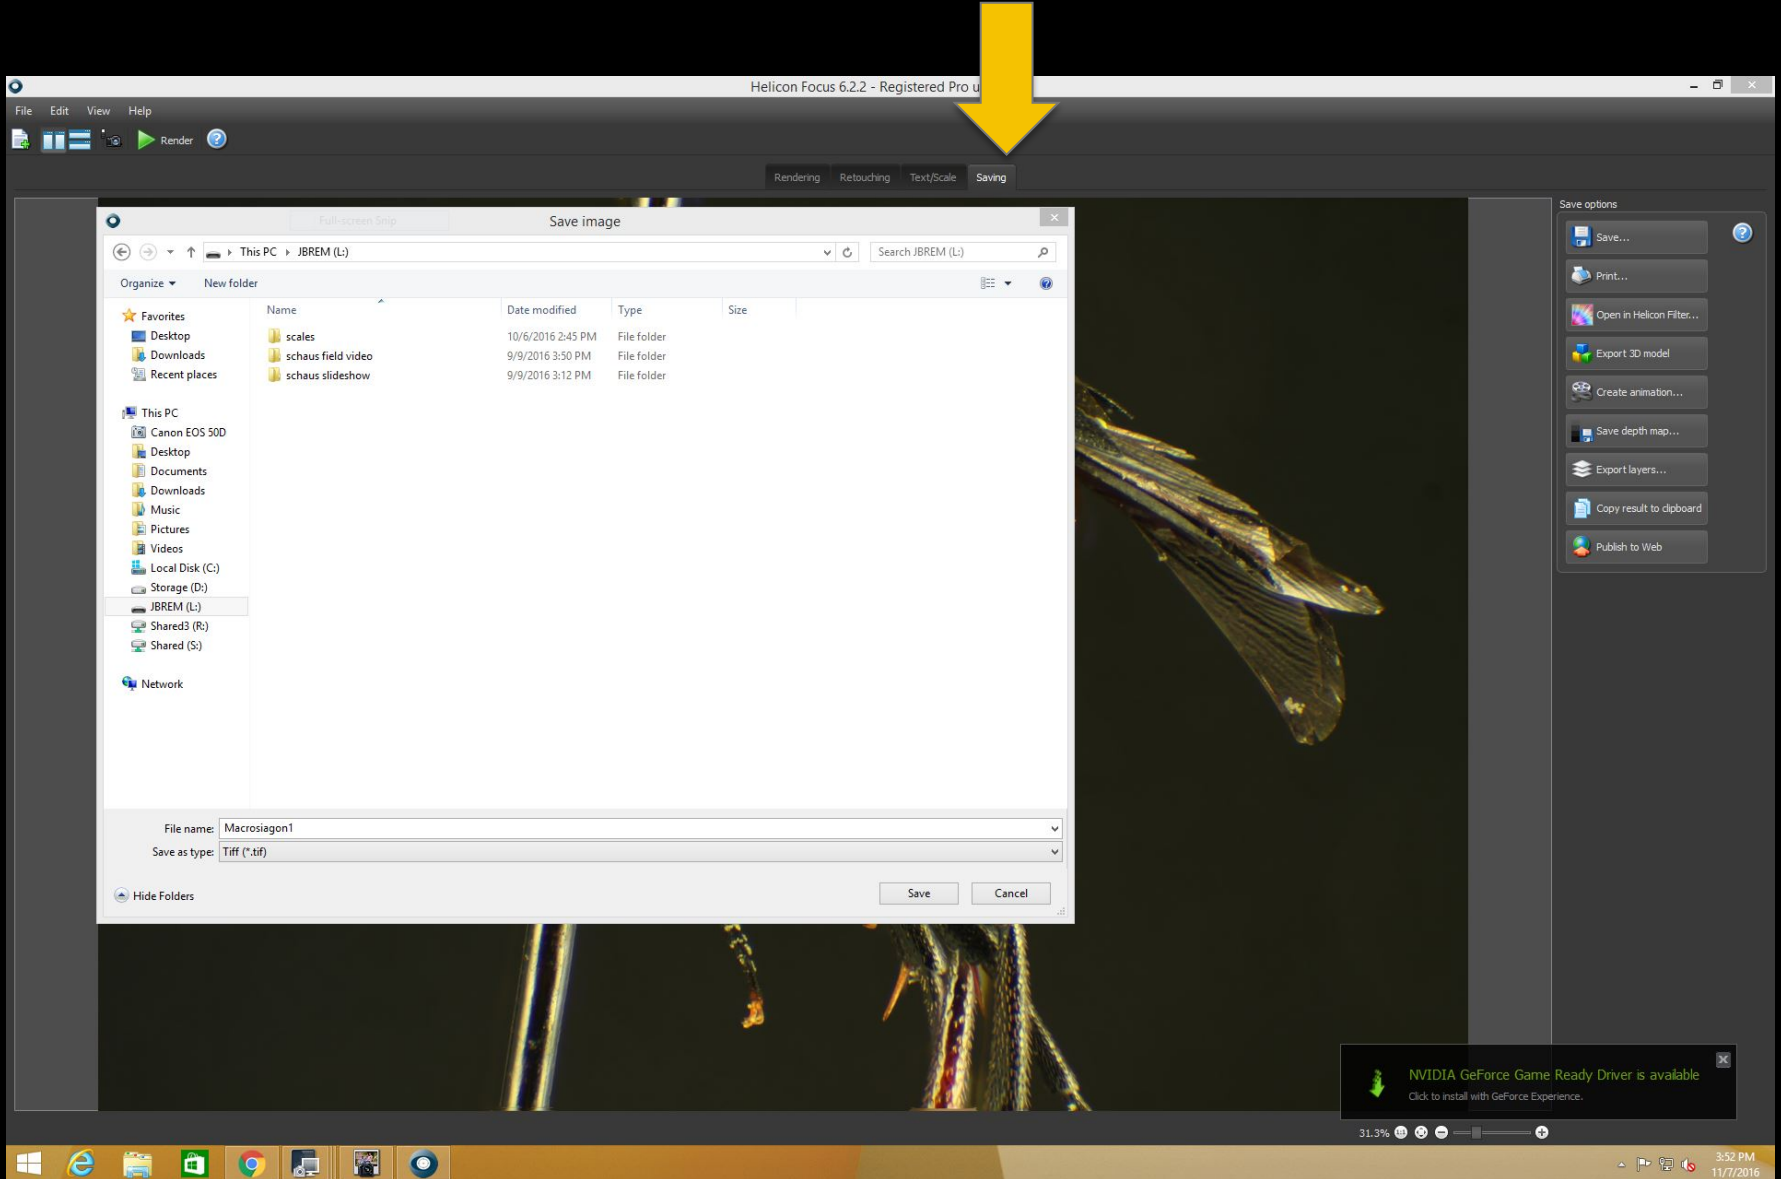 Helicon Focus 6.2.2 - Registered Pro u
File Edit View Help
Render
Rendering Retouching Text/Scale Saving
Full-screen Snip
Save image
This PC JBREM (L:)
Search JBREM (L:)
Organize New folder
Name Date modified Type Size
scales 10/6/2016 2:45 PM File folder
schaus field video 9/9/2016 3:50 PM File folder
schaus slideshow 9/9/2016 3:12 PM File folder
Favorites
Desktop
Downloads
Recent places
This PC
Canon EOS 50D
Desktop
Documents
Downloads
Music
Pictures
Videos
Local Disk (C:)
Storage (D:)
JBREM (L:)
Shared3 (R:)
Shared (S:)
Network
File name: Macrosiagon1
Save as type: Tiff (*.tif)
Hide Folders
Save Cancel
Save options
Save...
Print...
Open in Helicon Filter...
Export 3D model
Create animation...
Save depth map...
Export layers...
Copy result to clipboard
Publish to Web
NVIDIA GeForce Game Ready Driver is available
Click to install with GeForce Experience.
31.3%
3:52 PM
11/7/2016